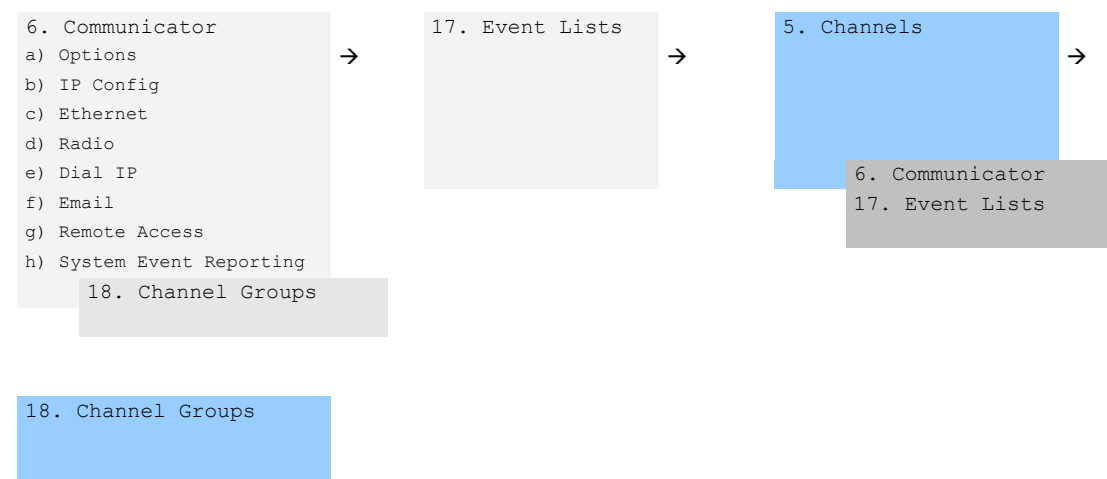 6. Communicator
a) Options
b) IP Config
c) Ethernet
d) Radio
e) Dial IP
f) Email
g) Remote Access
h) System Event Reporting
18. Channel Groups
→
17. Event Lists
→
5. Channels
6. Communicator
17. Event Lists
→
18. Channel Groups